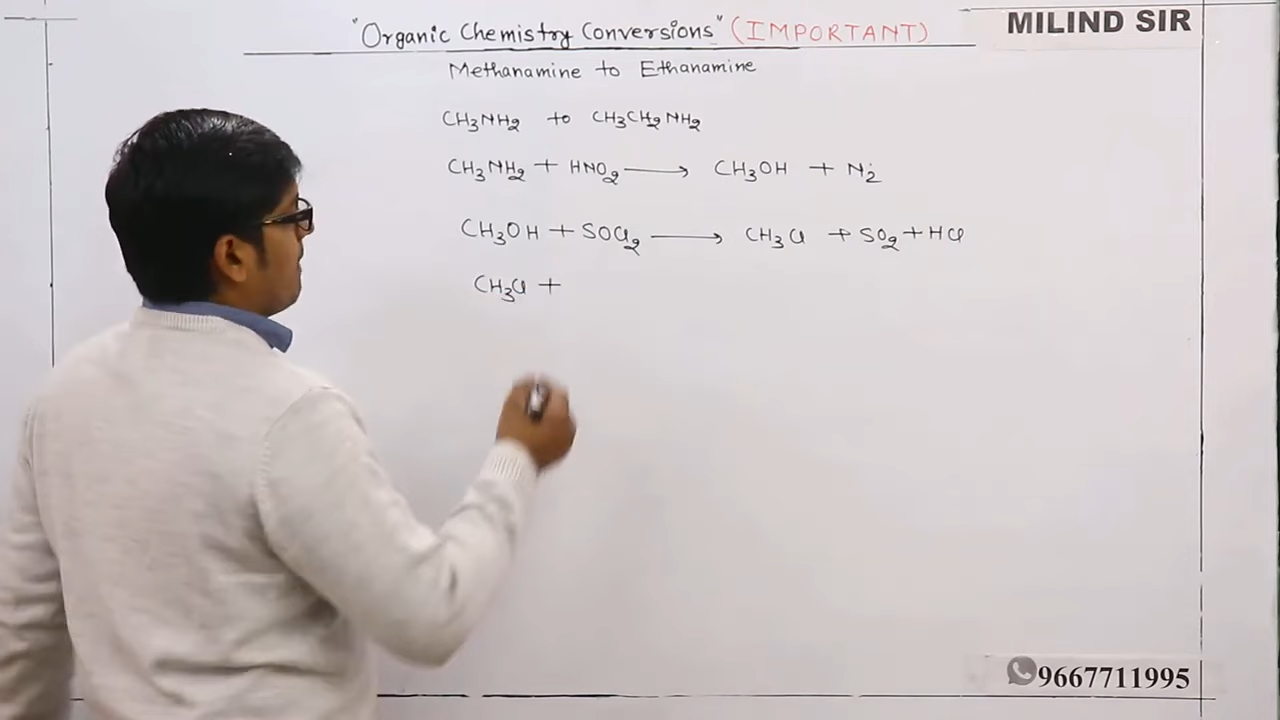 "Organic Chemistry Conversions" (IMPORTANT)
MILIND SIR
Methanamine to Ethanamine
CH₃NH₂ to CH₃CH₂NH₂
CH₃NH₂ + HNO₂ → CH₃OH + N₂
CH₃OH + SOCl₂ → CH₃Cl + SO₂ + HCl
CH₃Cl +
9667711995